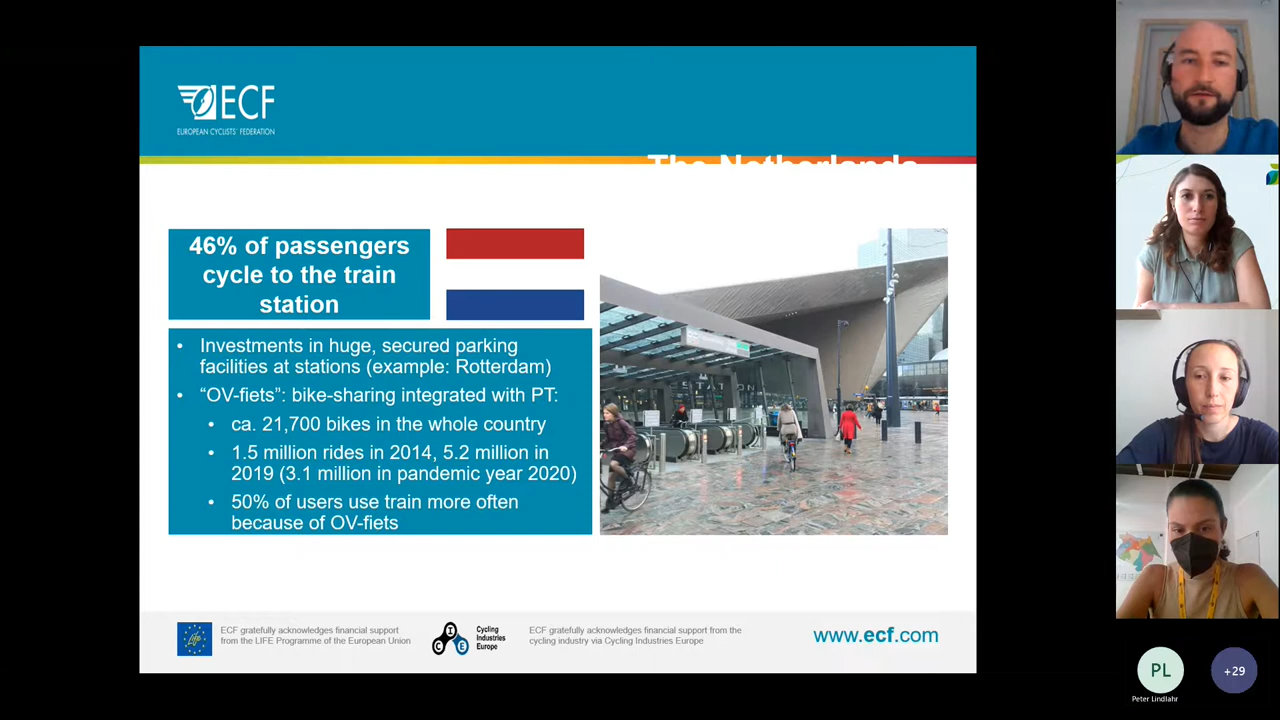 ECF
EUROPEAN CYCLISTS' FEDERATION
The Netherlands
46% of passengers
cycle to the train
station
• Investments in huge, secured parking
facilities at stations (example: Rotterdam)
• “OV-fiets”: bike-sharing integrated with PT:
• ca. 21,700 bikes in the whole country
• 1.5 million rides in 2014, 5.2 million in
2019 (3.1 million in pandemic year 2020)
• 50% of users use train more often
because of OV-fiets
STATION
Life
ECF gratefully acknowledges financial support
from the LIFE Programme of the European Union
C I E
Cycling
Industries
Europe
ECF gratefully acknowledges financial support from the
cycling industry via Cycling Industries Europe
www.ecf.com
PL
Peter Lindlahr
+29